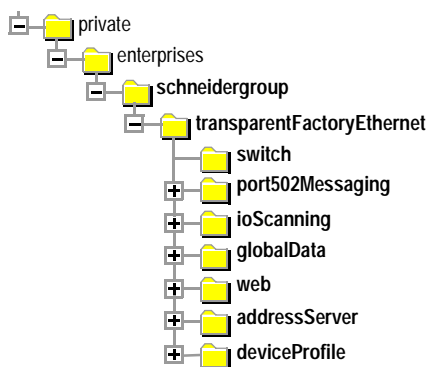 private
enterprises
schneidergroup
transparentFactoryEthernet
switch
port502Messaging
ioScanning
globalData
web
addressServer
deviceProfile